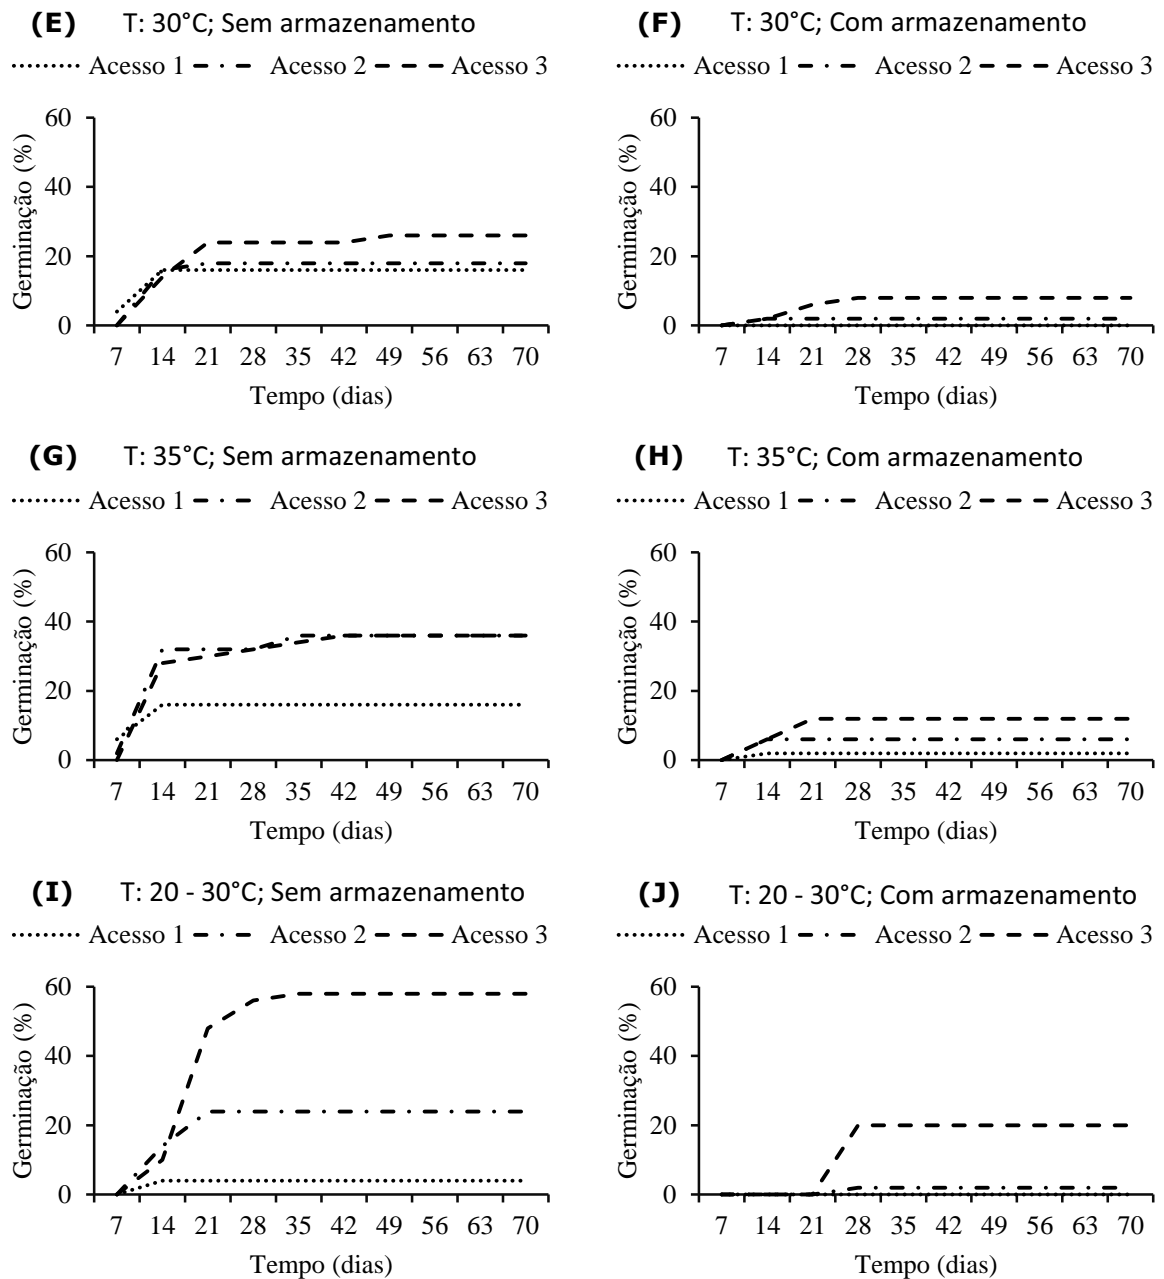 (E) T: 30°C; Sem armazenamento
Acesso 1 Acesso 2 Acesso 3
60
40
20
0
Germinação (%)
7 14 21 28 35 42 49 56 63 70
Tempo (dias)
(F) T: 30°C; Com armazenamento
Acesso 1 Acesso 2 Acesso 3
60
40
20
0
Germinação (%)
7 14 21 28 35 42 49 56 63 70
Tempo (dias)
(G) T: 35°C; Sem armazenamento
Acesso 1 Acesso 2 Acesso 3
60
40
20
0
Germinação (%)
7 14 21 28 35 42 49 56 63 70
Tempo (dias)
(H) T: 35°C; Com armazenamento
Acesso 1 Acesso 2 Acesso 3
60
40
20
0
Germinação (%)
7 14 21 28 35 42 49 56 63 70
Tempo (dias)
(I) T: 20 - 30°C; Sem armazenamento
Acesso 1 Acesso 2 Acesso 3
60
40
20
0
Germinação (%)
7 14 21 28 35 42 49 56 63 70
Tempo (dias)
(J) T: 20 - 30°C; Com armazenamento
Acesso 1 Acesso 2 Acesso 3
60
40
20
0
Germinação (%)
7 14 21 28 35 42 49 56 63 70
Tempo (dias)